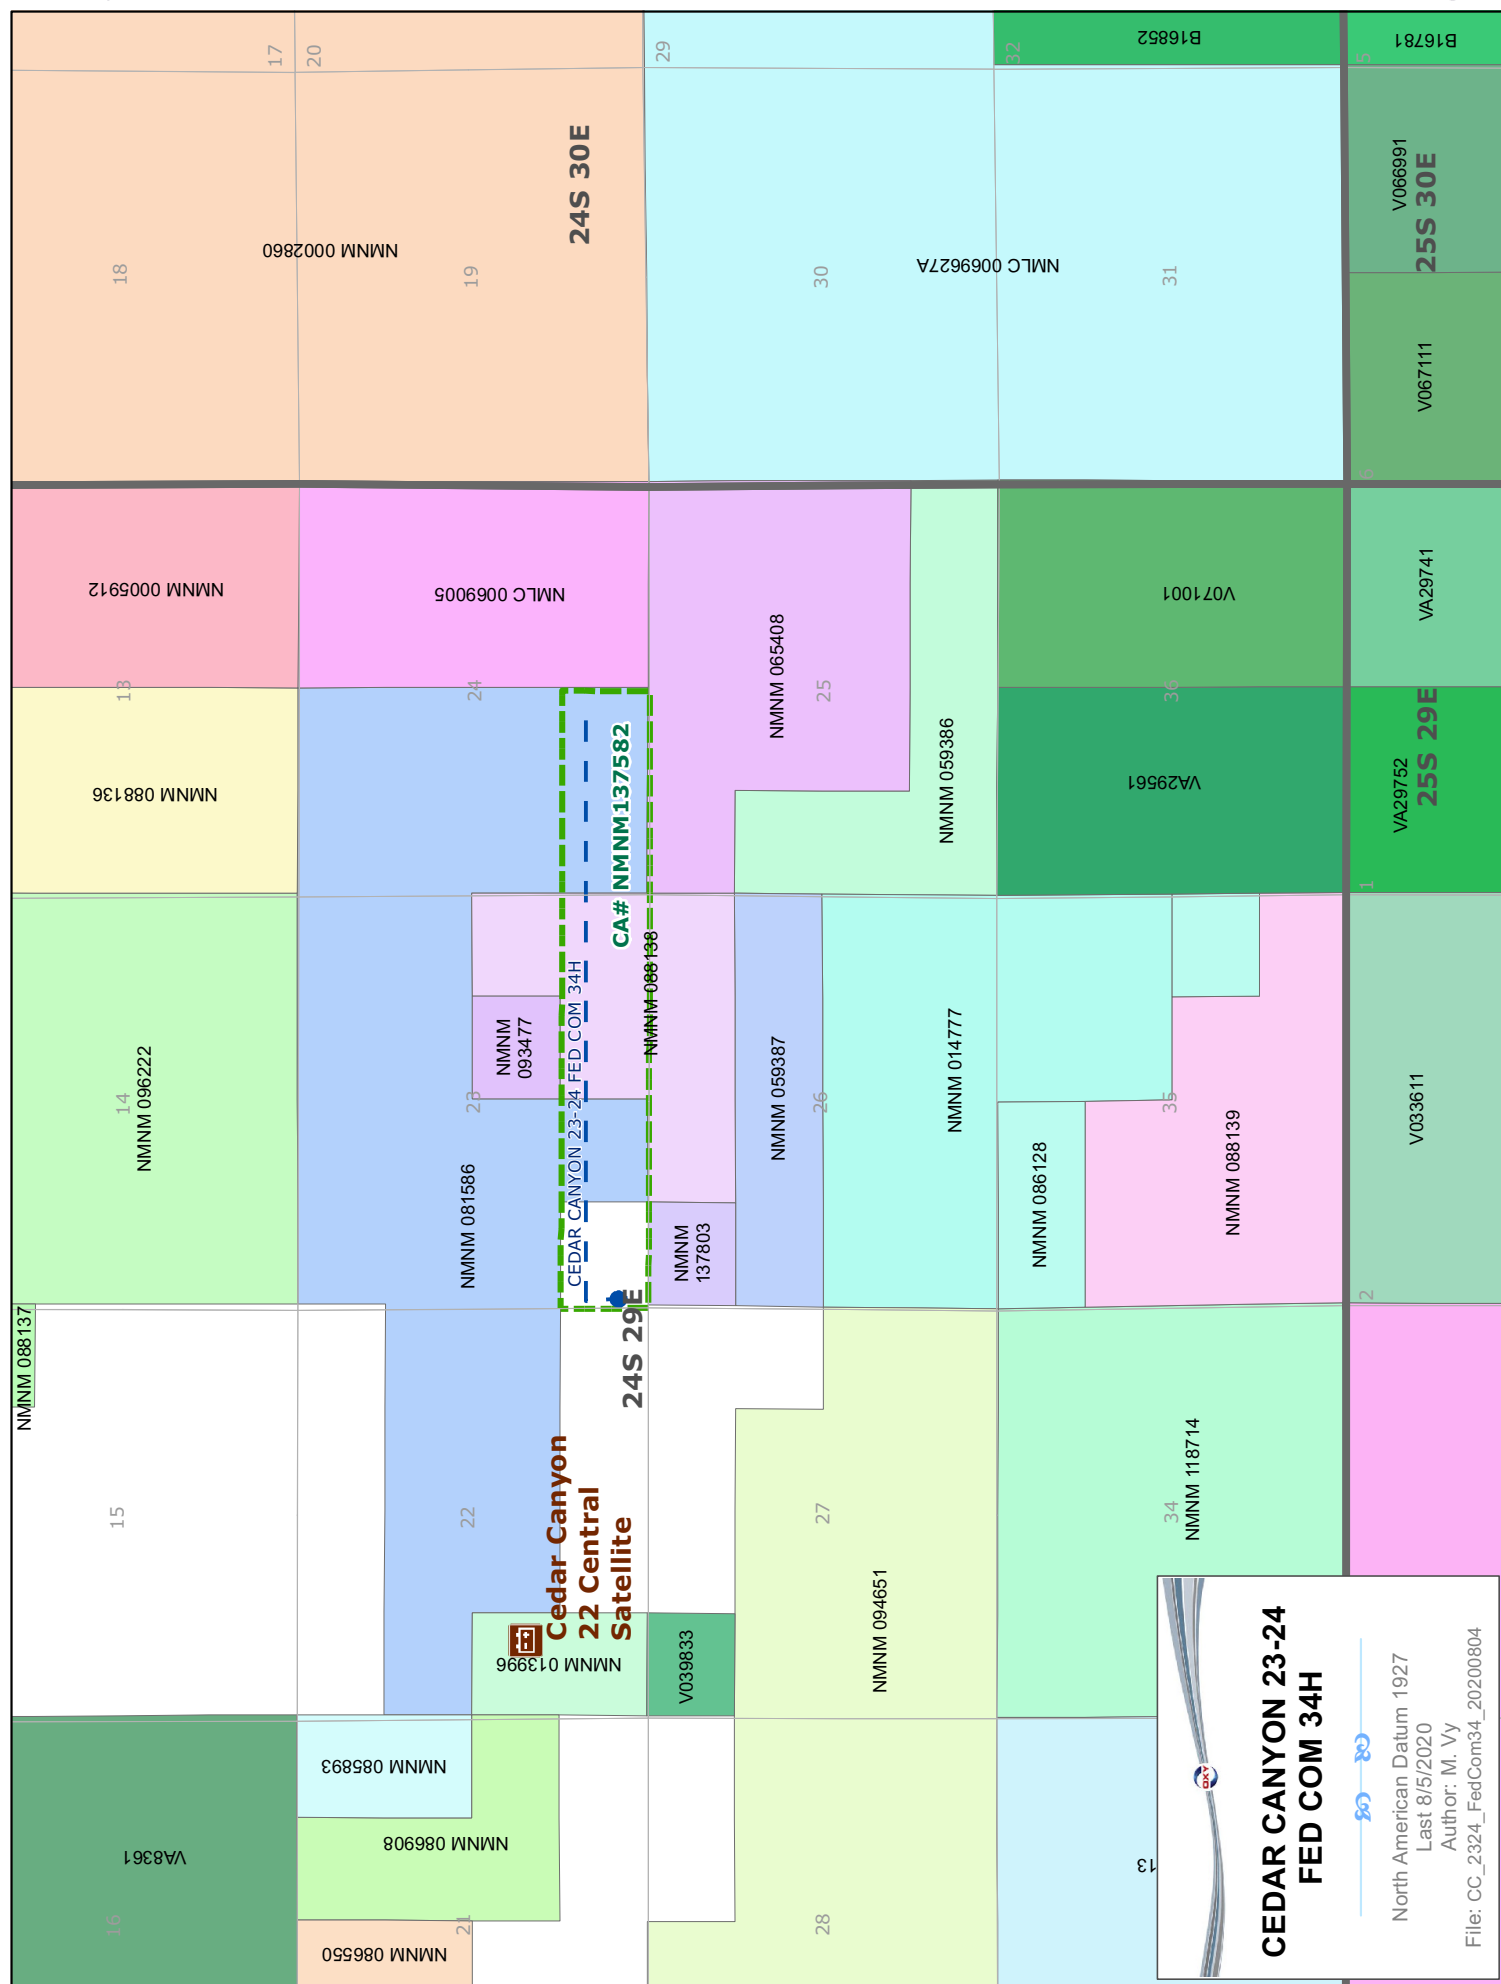 17
20
29
32
B16852
B16781
5
24S 30E
V066991
25S 30E
NMNM 0002860
18
19
30
NMLC 0069627A
31
V067111
6
NMNM 0005912
NMLC 0069005
V071001
VA29741
NMNM 065408
13
24
25
36
25S 29E
NMNM 088136
CA# NMNM137582
NMNM 059386
VA29561
VA29752
1
CEDAR CANYON 23-24 FED COM 34H
NMNM 088138
NMNM
093477
14
NMNM 096222
23
NMNM 059387
26
NMNM 014777
35
V033611
NMNM 081586
NMNM
137803
NMNM 086128
NMNM 088139
24S 29E
2
NMNM 088137
15
22
Cedar Canyon
22 Central
Satellite
27
34
NMNM 118714
NMNM 013996
V039833
NMNM 094651
NMNM 085893
NMNM 086908
VA8361
16
21
NMNM 086550
28
13
OXY
CEDAR CANYON 23-24
FED COM 34H
North American Datum 1927
Last 8/5/2020
Author: M. Vy
File: CC_2324_FedCom34_20200804